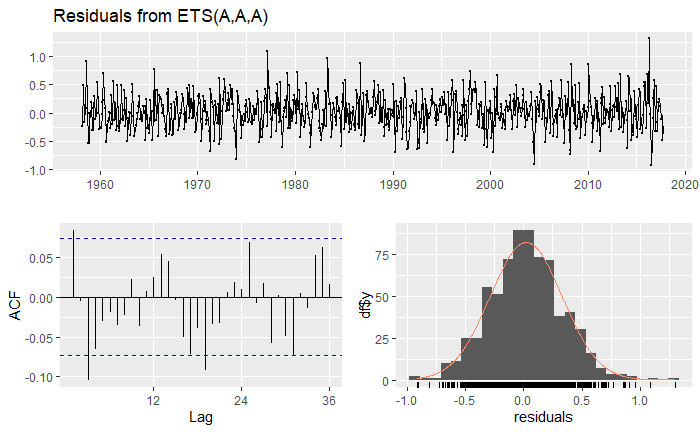 Residuals from ETS(A,A,A)
1.0
0.5
0.0
-0.5
-1.0
1960 1970 1980 1990 2000 2010 2020
0.05
0.00
-0.05
-0.10
ACF
12 24 36
Lag
75
50
25
0
df$y
-1.0 -0.5 0.0 0.5 1.0
residuals